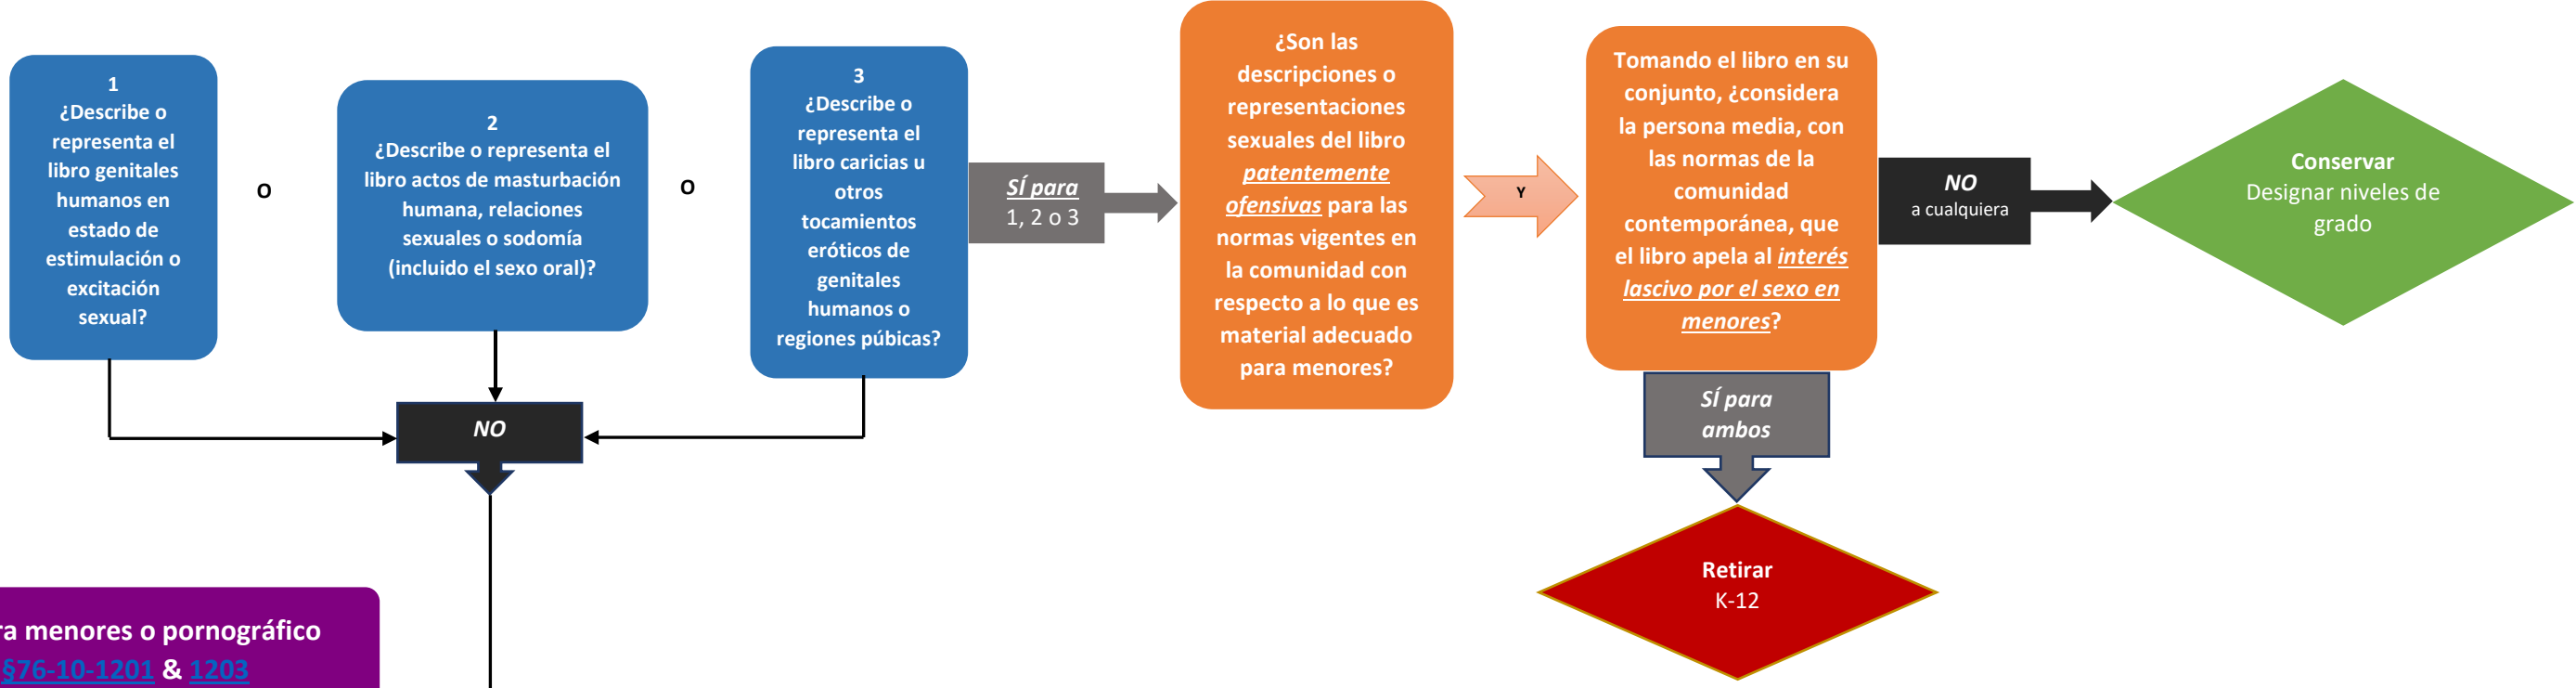 1
¿Describe o
representa el
libro genitales
humanos en
estado de
estimulación o
excitación
sexual?
O
2
¿Describe o representa el
libro actos de masturbación
humana, relaciones
sexuales o sodomía
(incluido el sexo oral)?
O
3
¿Describe o
representa el
libro caricias u
otros
tocamientos
eróticos de
genitales
humanos o
regiones púbicas?
SÍ para
1, 2 o 3
¿Son las
descripciones o
representaciones
sexuales del libro
patentemente
ofensivas para las
normas vigentes en
la comunidad con
respecto a lo que es
material adecuado
para menores?
Y
Tomando el libro en su
conjunto, ¿considera
la persona media, con
las normas de la
comunidad
contemporánea, que
el libro apela al interés
lascivo por el sexo en
menores?
NO
a cualquiera
Conservar
Designar niveles de
grado
NO
SÍ para
ambos
Retirar
K-12
menores o pornográfico
§76-10-1201 & 1203